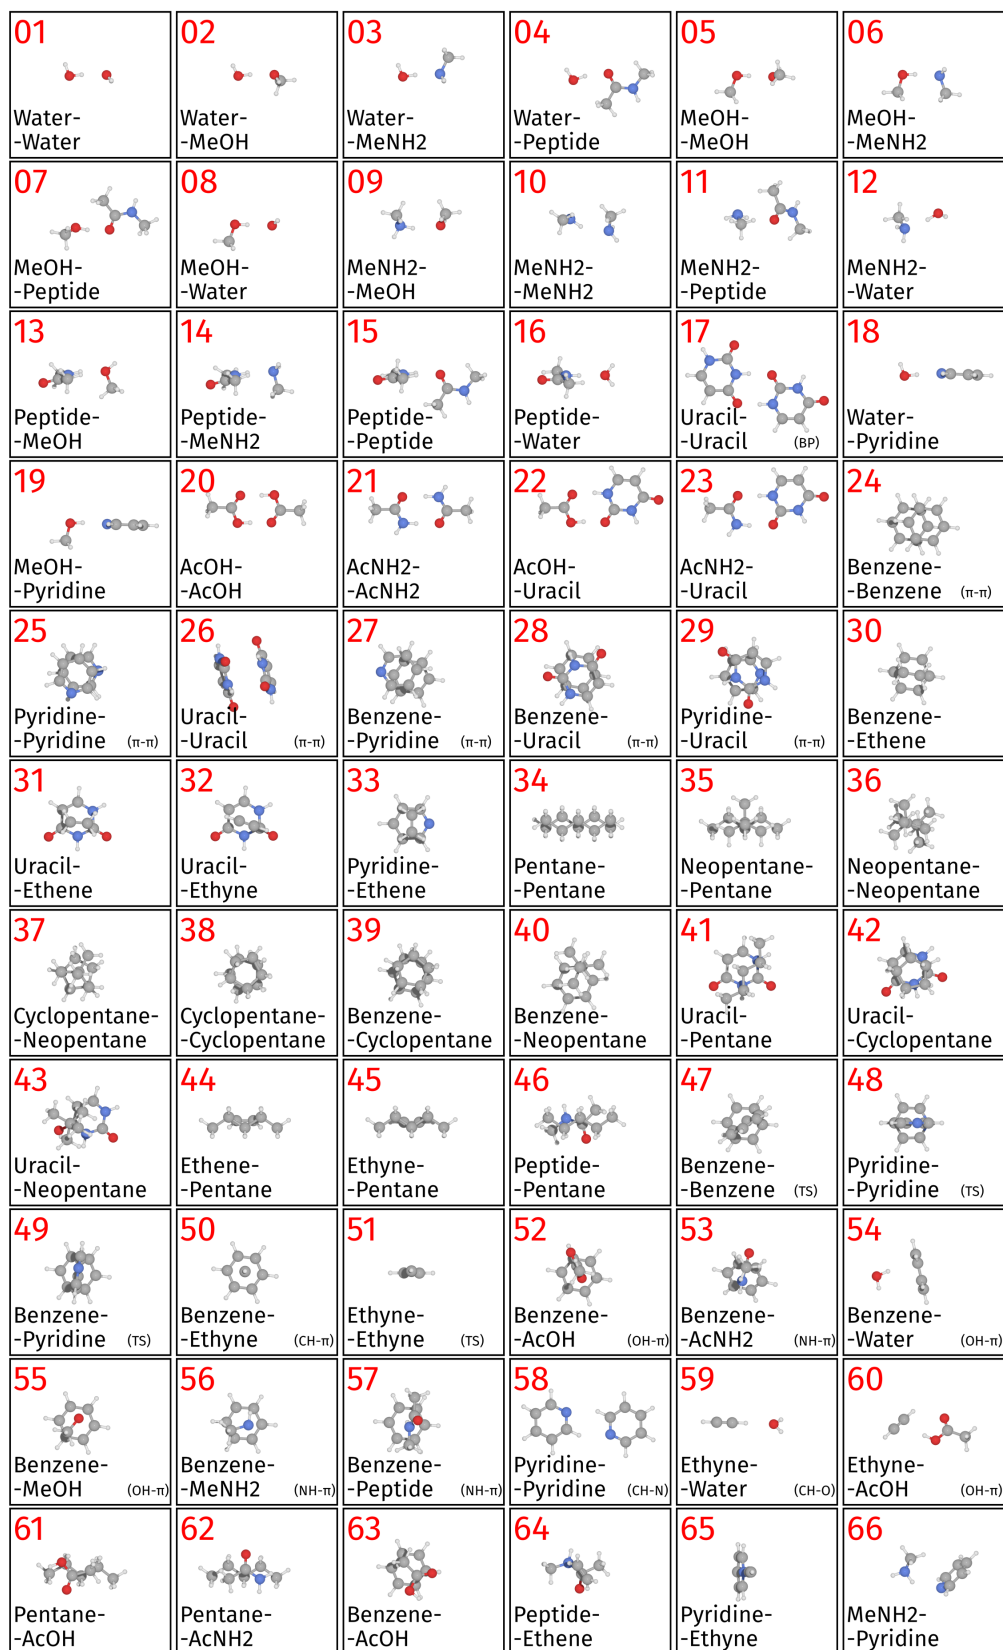 01
Water-
-Water
02
Water-
-MeOH
03
Water-
-MeNH2
04
Water-
-Peptide
05
MeOH-
-MeOH
06
MeOH-
-MeNH2
07
MeOH-
-Peptide
08
MeOH-
-Water
09
MeNH2-
-MeOH
10
MeNH2-
-MeNH2
11
MeNH2-
-Peptide
12
MeNH2-
-Water
13
Peptide-
-MeOH
14
Peptide-
-MeNH2
15
Peptide-
-Peptide
16
Peptide-
-Water
17
Uracil-
-Uracil (BP)
18
Water-
-Pyridine
19
MeOH-
-Pyridine
20
AcOH-
-AcOH
21
AcNH2-
-AcNH2
22
AcOH-
-Uracil
23
AcNH2-
-Uracil
24
Benzene-
-Benzene (π-π)
25
Pyridine-
-Pyridine (π-π)
26
Uracil-
-Uracil (π-π)
27
Benzene-
-Pyridine (π-π)
28
Benzene-
-Uracil (π-π)
29
Pyridine-
-Uracil (π-π)
30
Benzene-
-Ethene
31
Uracil-
-Ethene
32
Uracil-
-Ethyne
33
Pyridine-
-Ethene
34
Pentane-
-Pentane
35
Neopentane-
-Pentane
36
Neopentane-
-Neopentane
37
Cyclopentane-
-Neopentane
38
Cyclopentane-
-Cyclopentane
39
Benzene-
-Cyclopentane
40
Benzene-
-Neopentane
41
Uracil-
-Pentane
42
Uracil-
-Cyclopentane
43
Uracil-
-Neopentane
44
Ethene-
-Pentane
45
Ethyne-
-Pentane
46
Peptide-
-Pentane
47
Benzene-
-Benzene (TS)
48
Pyridine-
-Pyridine (TS)
49
Benzene-
-Pyridine (TS)
50
Benzene-
-Ethyne (CH-π)
51
Ethyne-
-Ethyne (TS)
52
Benzene-
-AcOH (OH-π)
53
Benzene-
-AcNH2 (NH-π)
54
Benzene-
-Water (OH-π)
55
Benzene-
-MeOH (OH-π)
56
Benzene-
-MeNH2 (NH-π)
57
Benzene-
-Peptide (NH-π)
58
Pyridine-
-Pyridine (CH-N)
59
Ethyne-
-Water (CH-O)
60
Ethyne-
-AcOH (OH-π)
61
Pentane-
-AcOH
62
Pentane-
-AcNH2
63
Benzene-
-AcOH
64
Peptide-
-Ethene
65
Pyridine-
-Ethyne
66
MeNH2-
-Pyridine